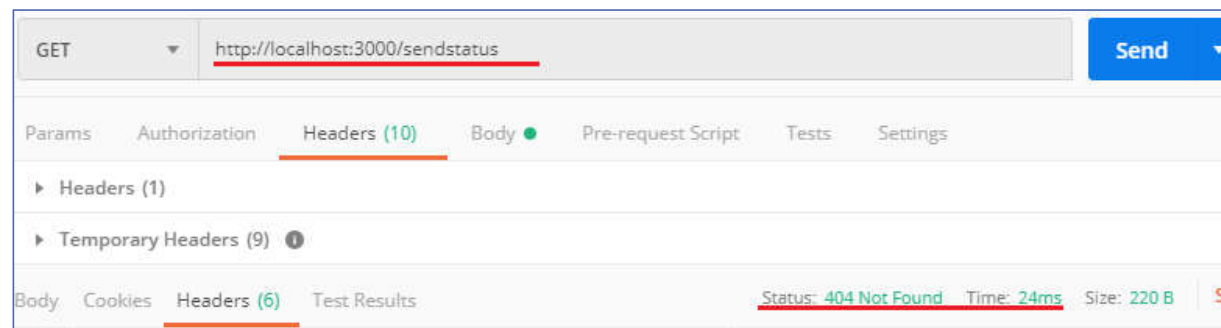 GET http://localhost:3000/sendstatus Send
Params Authorization Headers (10) Body Pre-request Script Tests Settings
Headers (1)
Temporary Headers (9)
Body Cookies Headers (6) Test Results Status: 404 Not Found Time: 24ms Size: 220 B